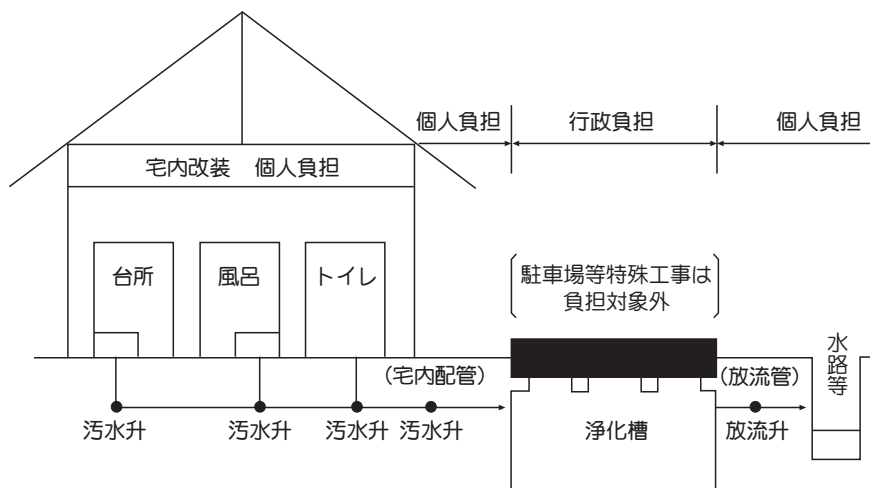 個人負担
行政負担
個人負担
宅内改装 個人負担
台所
風呂
トイレ
駐車場等特殊工事は
負担対象外
水路等
(宅内配管)
(放流管)
汚水升
汚水升
汚水升
汚水升
浄化槽
放流升